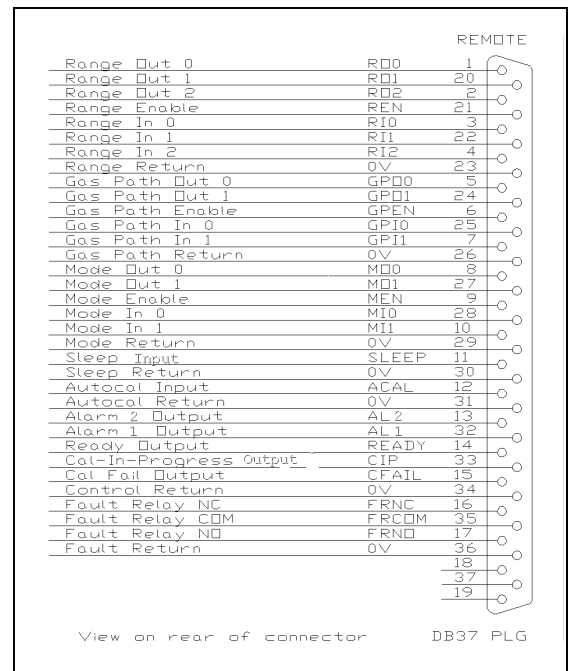 REMOTE
Range Out 0 RO0 1
Range Out 1 RO1 20
Range Out 2 RO2 2
Range Enable REN 21
Range In 0 RI0 3
Range In 1 RI1 22
Range In 2 RI2 4
Range Return 0V 23
Gas Path Out 0 GPO0 5
Gas Path Out 1 GPO1 24
Gas Path Enable GPEN 6
Gas Path In 0 GPI0 25
Gas Path In 1 GPI1 7
Gas Path Return 0V 26
Mode Out 0 MO0 8
Mode Out 1 MO1 27
Mode Enable MEN 9
Mode In 0 MI0 28
Mode In 1 MI1 10
Mode Return 0V 29
Sleep Input SLEEP 11
Sleep Return 0V 30
Autocal Input ACAL 12
Autocal Return 0V 31
Alarm 2 Output AL2 13
Alarm 1 Output AL1 32
Ready Output READY 14
Cal-In-Progress Output CIP 33
Cal Fail Output CFAIL 15
Control Return 0V 34
Fault Relay NC FRNC 16
Fault Relay COM FRCOM 35
Fault Relay NO FRNO 17
Fault Return 0V 36
18
37
19
View on rear of connector DB37 PLG